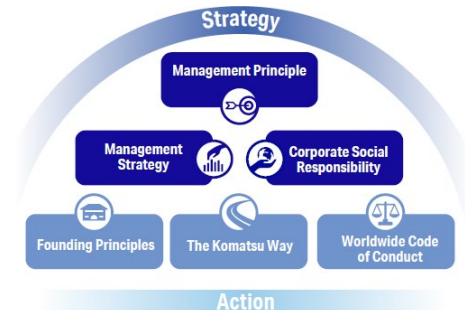 Strategy
Management Principle
Management
Strategy
Corporate Social
Responsibility
Founding Principles
The Komatsu Way
Worldwide Code
of Conduct
Action